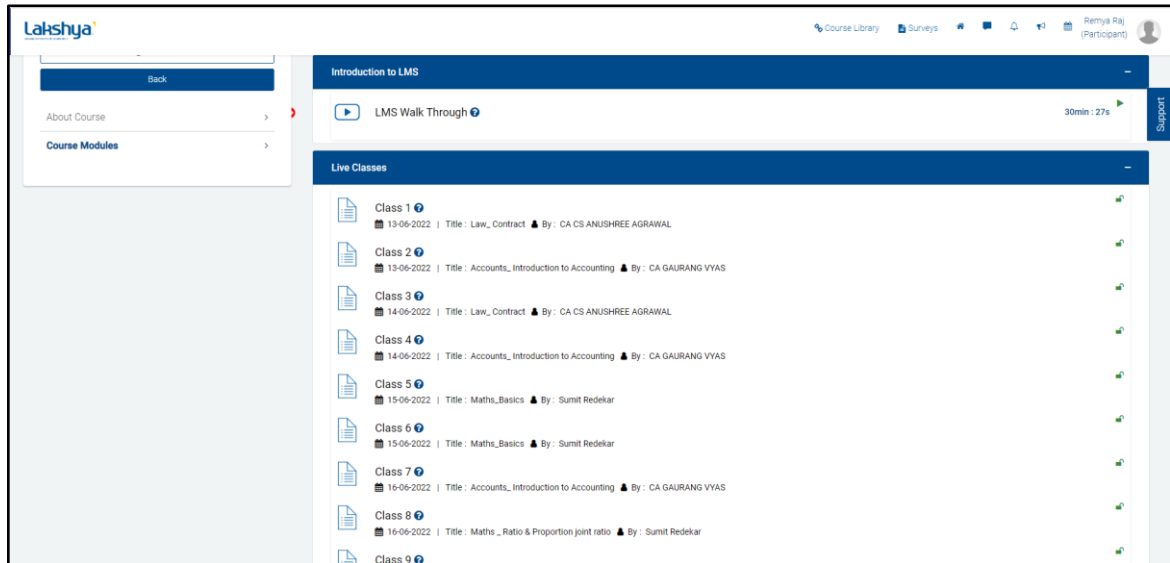 Lakshya
Course Library
Surveys
Remya Raj
(Participant)
Back
About Course
Course Modules
Introduction to LMS
LMS Walk Through
30min : 27s
Support
Live Classes
Class 1
13-06-2022 | Title : Law_ Contract By : CA CS ANUSHREE AGRAWAL
Class 2
13-06-2022 | Title : Accounts_ Introduction to Accounting By : CA GAURANG VYAS
Class 3
14-06-2022 | Title : Law_ Contract By : CA CS ANUSHREE AGRAWAL
Class 4
14-06-2022 | Title : Accounts_ Introduction to Accounting By : CA GAURANG VYAS
Class 5
15-06-2022 | Title : Maths_Basics By : Sumit Redekar
Class 6
15-06-2022 | Title : Maths_Basics By : Sumit Redekar
Class 7
16-06-2022 | Title : Accounts_ Introduction to Accounting By : CA GAURANG VYAS
Class 8
16-06-2022 | Title : Maths _ Ratio & Proportion joint ratio By : Sumit Redekar
Class 9